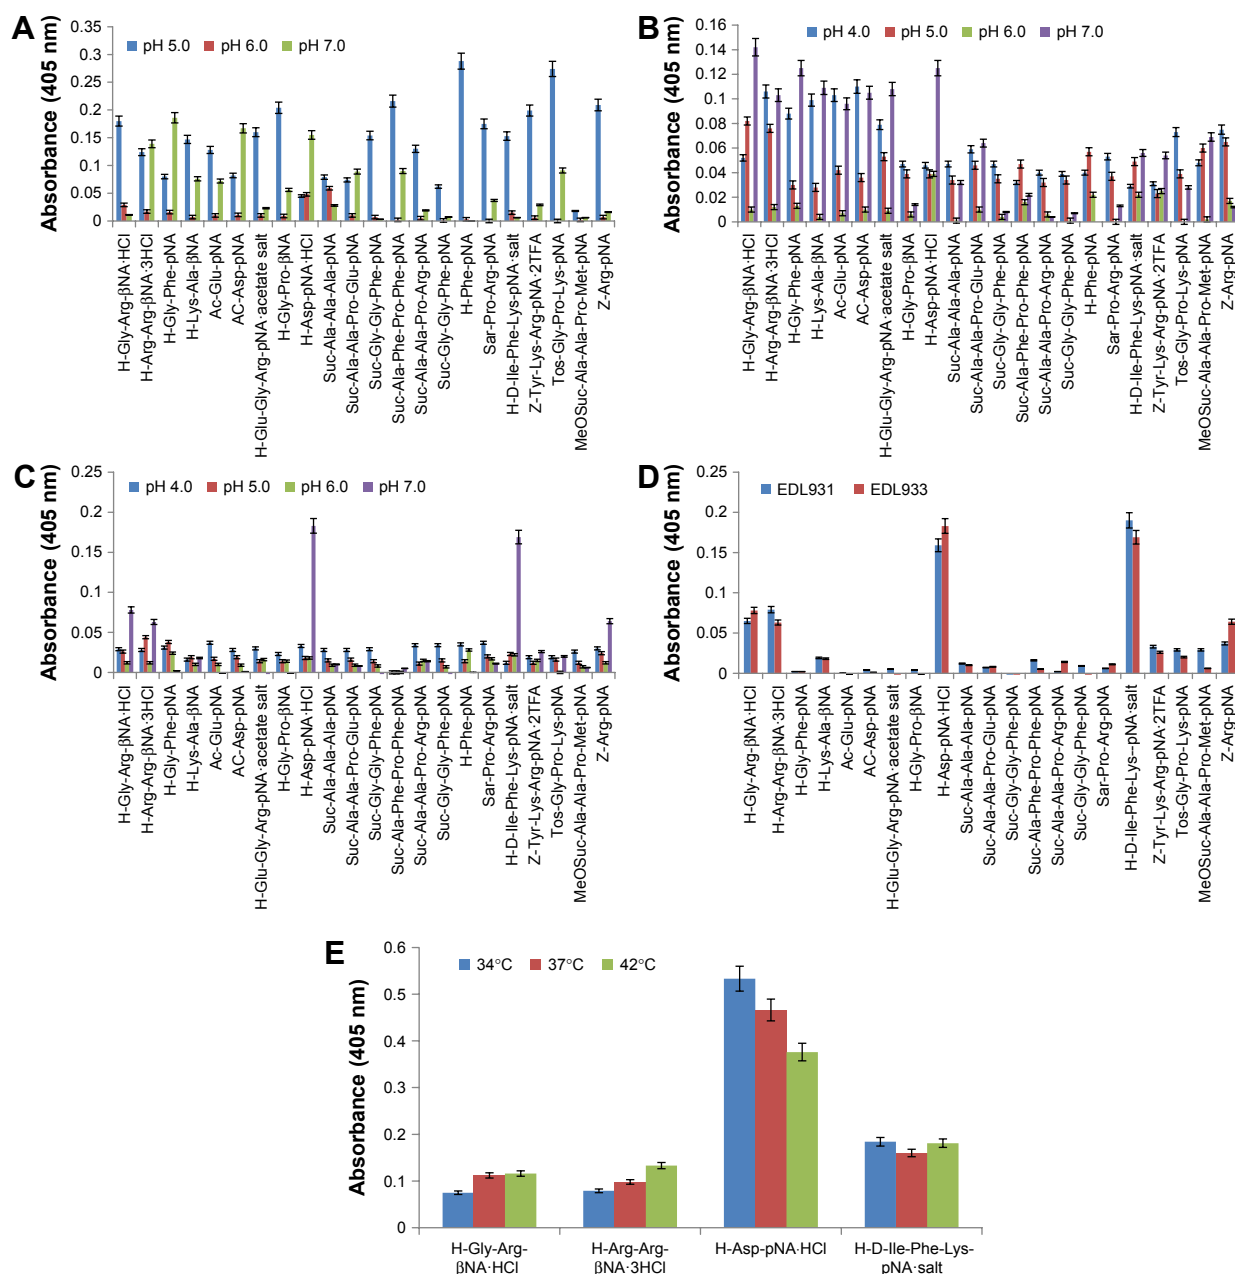 A
Absorbance (405 nm)
pH 5.0 pH 6.0 pH 7.0
0.35
0.3
0.25
0.2
0.15
0.1
0.05
0
H-Gly-Arg-βNA·HCl
H-Arg-Arg-βNA·3HCl
H-Gly-Phe-pNA
H-Lys-Ala-βNA
Ac-Glu-pNA
AC-Asp-pNA
H-Glu-Gly-Arg-pNA·acetate salt
H-Gly-Pro-βNA
H-Asp-pNA·HCl
Suc-Ala-Ala-Ala-pNA
Suc-Ala-Ala-Pro-Glu-pNA
Suc-Gly-Gly-Phe-pNA
Suc-Ala-Ala-Phe-Pro-Phe-pNA
Suc-Ala-Ala-Pro-Arg-pNA
Suc-Gly-Gly-Phe-pNA
H-Phe-pNA
Sar-Pro-Arg-pNA
H-D-Ile-Phe-Lys-pNA·salt
Z-Tyr-Lys-Arg-pNA·2TFA
Tos-Gly-Pro-Lys-pNA
MeOSuc-Ala-Ala-Pro-Met-pNA
Z-Arg-pNA
B
Absorbance (405 nm)
pH 4.0 pH 5.0 pH 6.0 pH 7.0
0.16
0.14
0.12
0.1
0.08
0.06
0.04
0.02
0
H-Gly-Arg-βNA·HCl
H-Arg-Arg-βNA·3HCl
H-Gly-Phe-pNA
H-Lys-Ala-βNA
Ac-Glu-pNA
AC-Asp-pNA
H-Glu-Gly-Arg-pNA·acetate salt
H-Gly-Pro-βNA
H-Asp-pNA·HCl
Suc-Ala-Ala-Ala-pNA
Suc-Ala-Ala-Pro-Glu-pNA
Suc-Gly-Gly-Phe-pNA
Suc-Ala-Phe-Pro-Phe-pNA
Suc-Ala-Ala-Pro-Arg-pNA
Suc-Gly-Gly-Phe-pNA
H-Phe-pNA
Sar-Pro-Arg-pNA
H-D-Ile-Phe-Lys-pNA·salt
Z-Tyr-Lys-Arg-pNA·2TFA
Tos-Gly-Pro-Lys-pNA
MeOSuc-Ala-Ala-Pro-Met-pNA
Z-Arg-pNA
C
Absorbance (405 nm)
pH 4.0 pH 5.0 pH 6.0 pH 7.0
0.25
0.2
0.15
0.1
0.05
0
H-Gly-Arg-βNA·HCl
H-Arg-Arg-βNA·3HCl
H-Gly-Phe-pNA
H-Lys-Ala-βNA
Ac-Glu-pNA
AC-Asp-pNA
H-Glu-Gly-Arg-pNA·acetate salt
H-Gly-Pro-βNA
H-Asp-pNA·HCl
Suc-Ala-Ala-Ala-pNA
Suc-Ala-Ala-Pro-Glu-pNA
Suc-Gly-Gly-Phe-pNA
Suc-Ala-Phe-Pro-Phe-pNA
Suc-Ala-Ala-Pro-Arg-pNA
Suc-Gly-Gly-Phe-pNA
H-Phe-pNA
Sar-Pro-Arg-pNA
H-D-Ile-Phe-Lys-pNA·salt
Z-Tyr-Lys-Arg-pNA·2TFA
Tos-Gly-Pro-Lys-pNA
MeOSuc-Ala-Ala-Pro-Met-pNA
Z-Arg-pNA
D
Absorbance (405 nm)
EDL931 EDL933
0.25
0.2
0.15
0.1
0.05
0
H-Gly-Arg-βNA·HCl
H-Arg-Arg-βNA·3HCl
H-Gly-Phe-pNA
H-Lys-Ala-βNA
Ac-Glu-pNA
AC-Asp-pNA
H-Glu-Gly-Arg-pNA·acetate salt
H-Gly-Pro-βNA
H-Asp-pNA·HCl
Suc-Ala-Ala-Ala-pNA
Suc-Ala-Ala-Pro-Glu-pNA
Suc-Gly-Gly-Phe-pNA
Suc-Ala-Phe-Pro-Phe-pNA
Suc-Ala-Ala-Pro-Arg-pNA
Suc-Gly-Gly-Phe-pNA
Sar-Pro-Arg-pNA
H-D-Ile-Phe-Lys--pNA·salt
Z-Tyr-Lys-Arg-pNA·2TFA
Tos-Gly-Pro-Lys-pNA
MeOSuc-Ala-Ala-Pro-Met-pNA
Z-Arg-pNA
E
Absorbance (405 nm)
34°C 37°C 42°C
0.6
0.5
0.4
0.3
0.2
0.1
0
H-Gly-Arg-
βNA·HCl
H-Arg-Arg-
βNA·3HCl
H-Asp-pNA·HCl
H-D-Ile-Phe-Lys-
pNA·salt